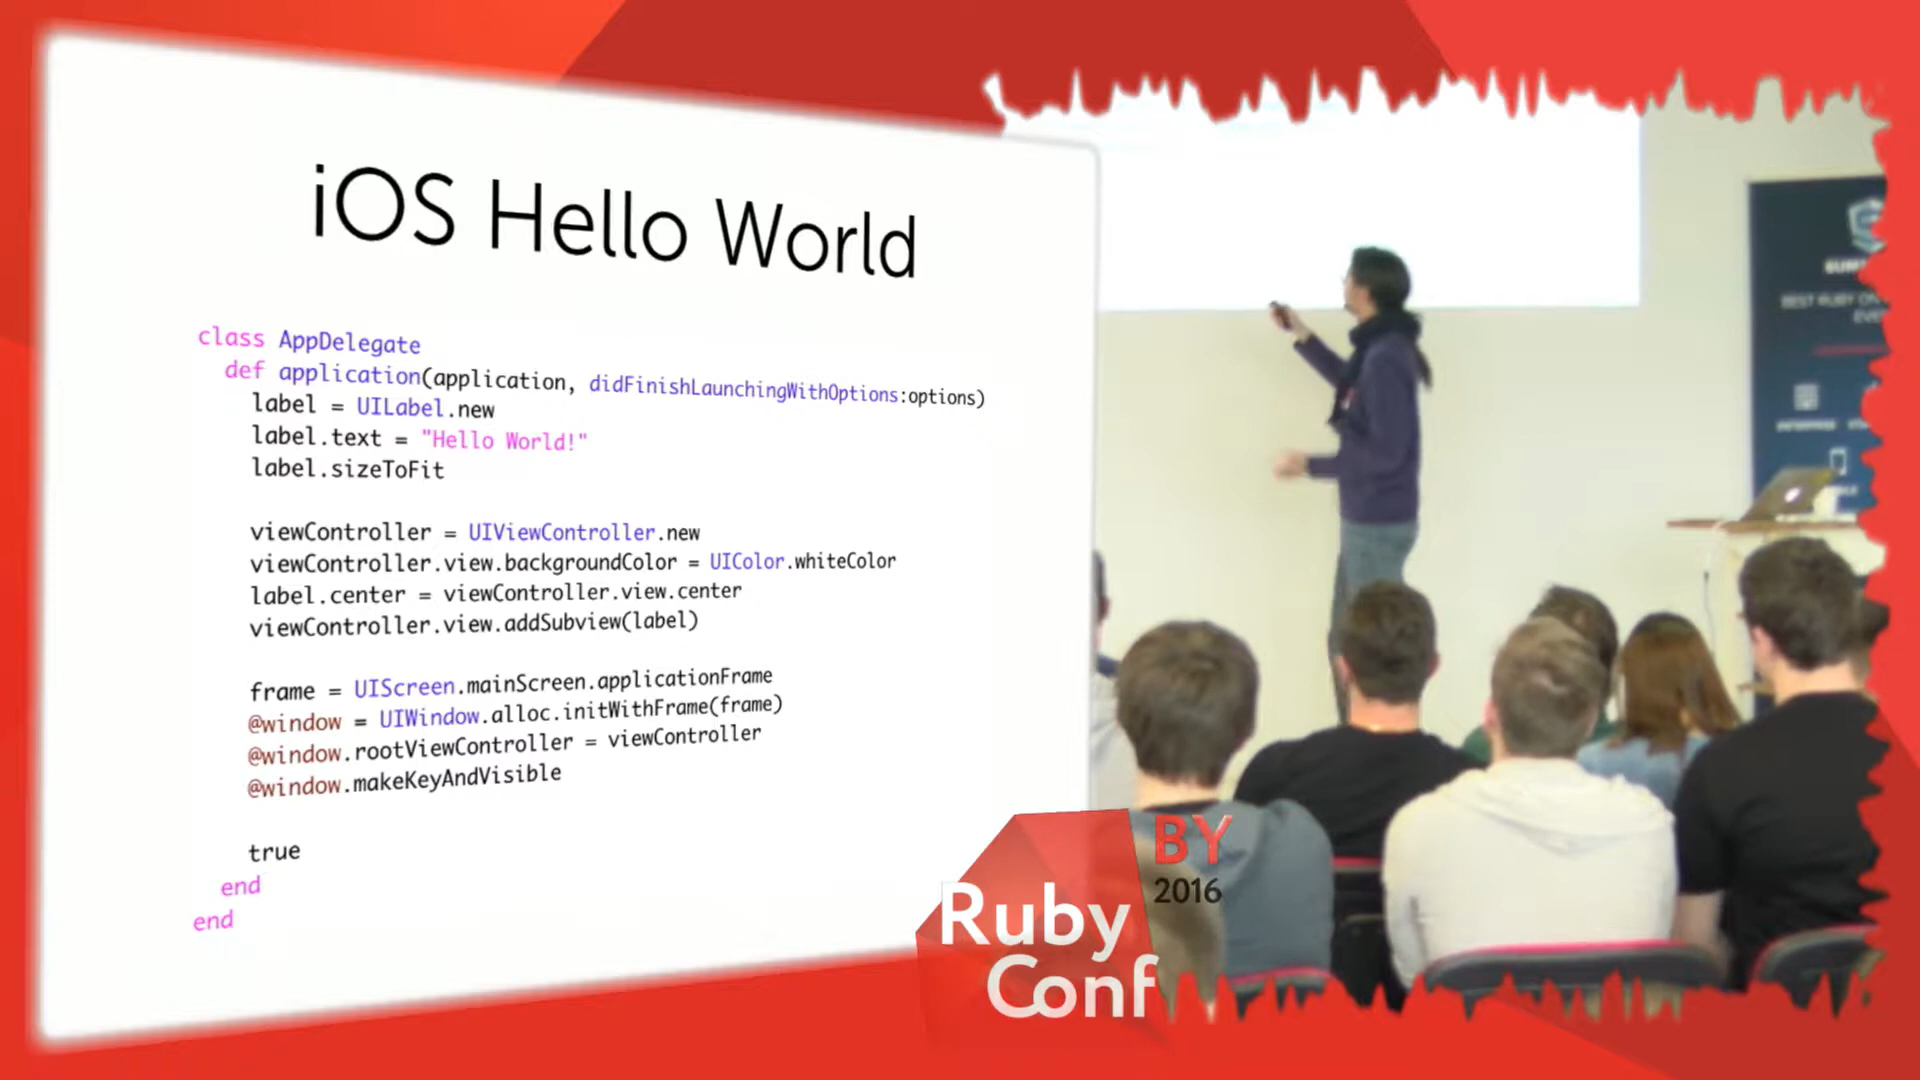 iOS Hello World
class AppDelegate
def application(application, didFinishLaunchingWithOptions:options)
label = UILabel.new
label.text = "Hello World!"
label.sizeToFit
viewController = UIViewController.new
viewController.view.backgroundColor = UIColor.whiteColor
label.center = viewController.view.center
viewController.view.addSubview(label)
frame = UIScreen.mainScreen.applicationFrame
@window = UIWindow.alloc.initWithFrame(frame)
@window.rootViewController = viewController
@window.makeKeyAndVisible
true
end
end
BEST RUBY ON
BY
2016
Ruby
Conf